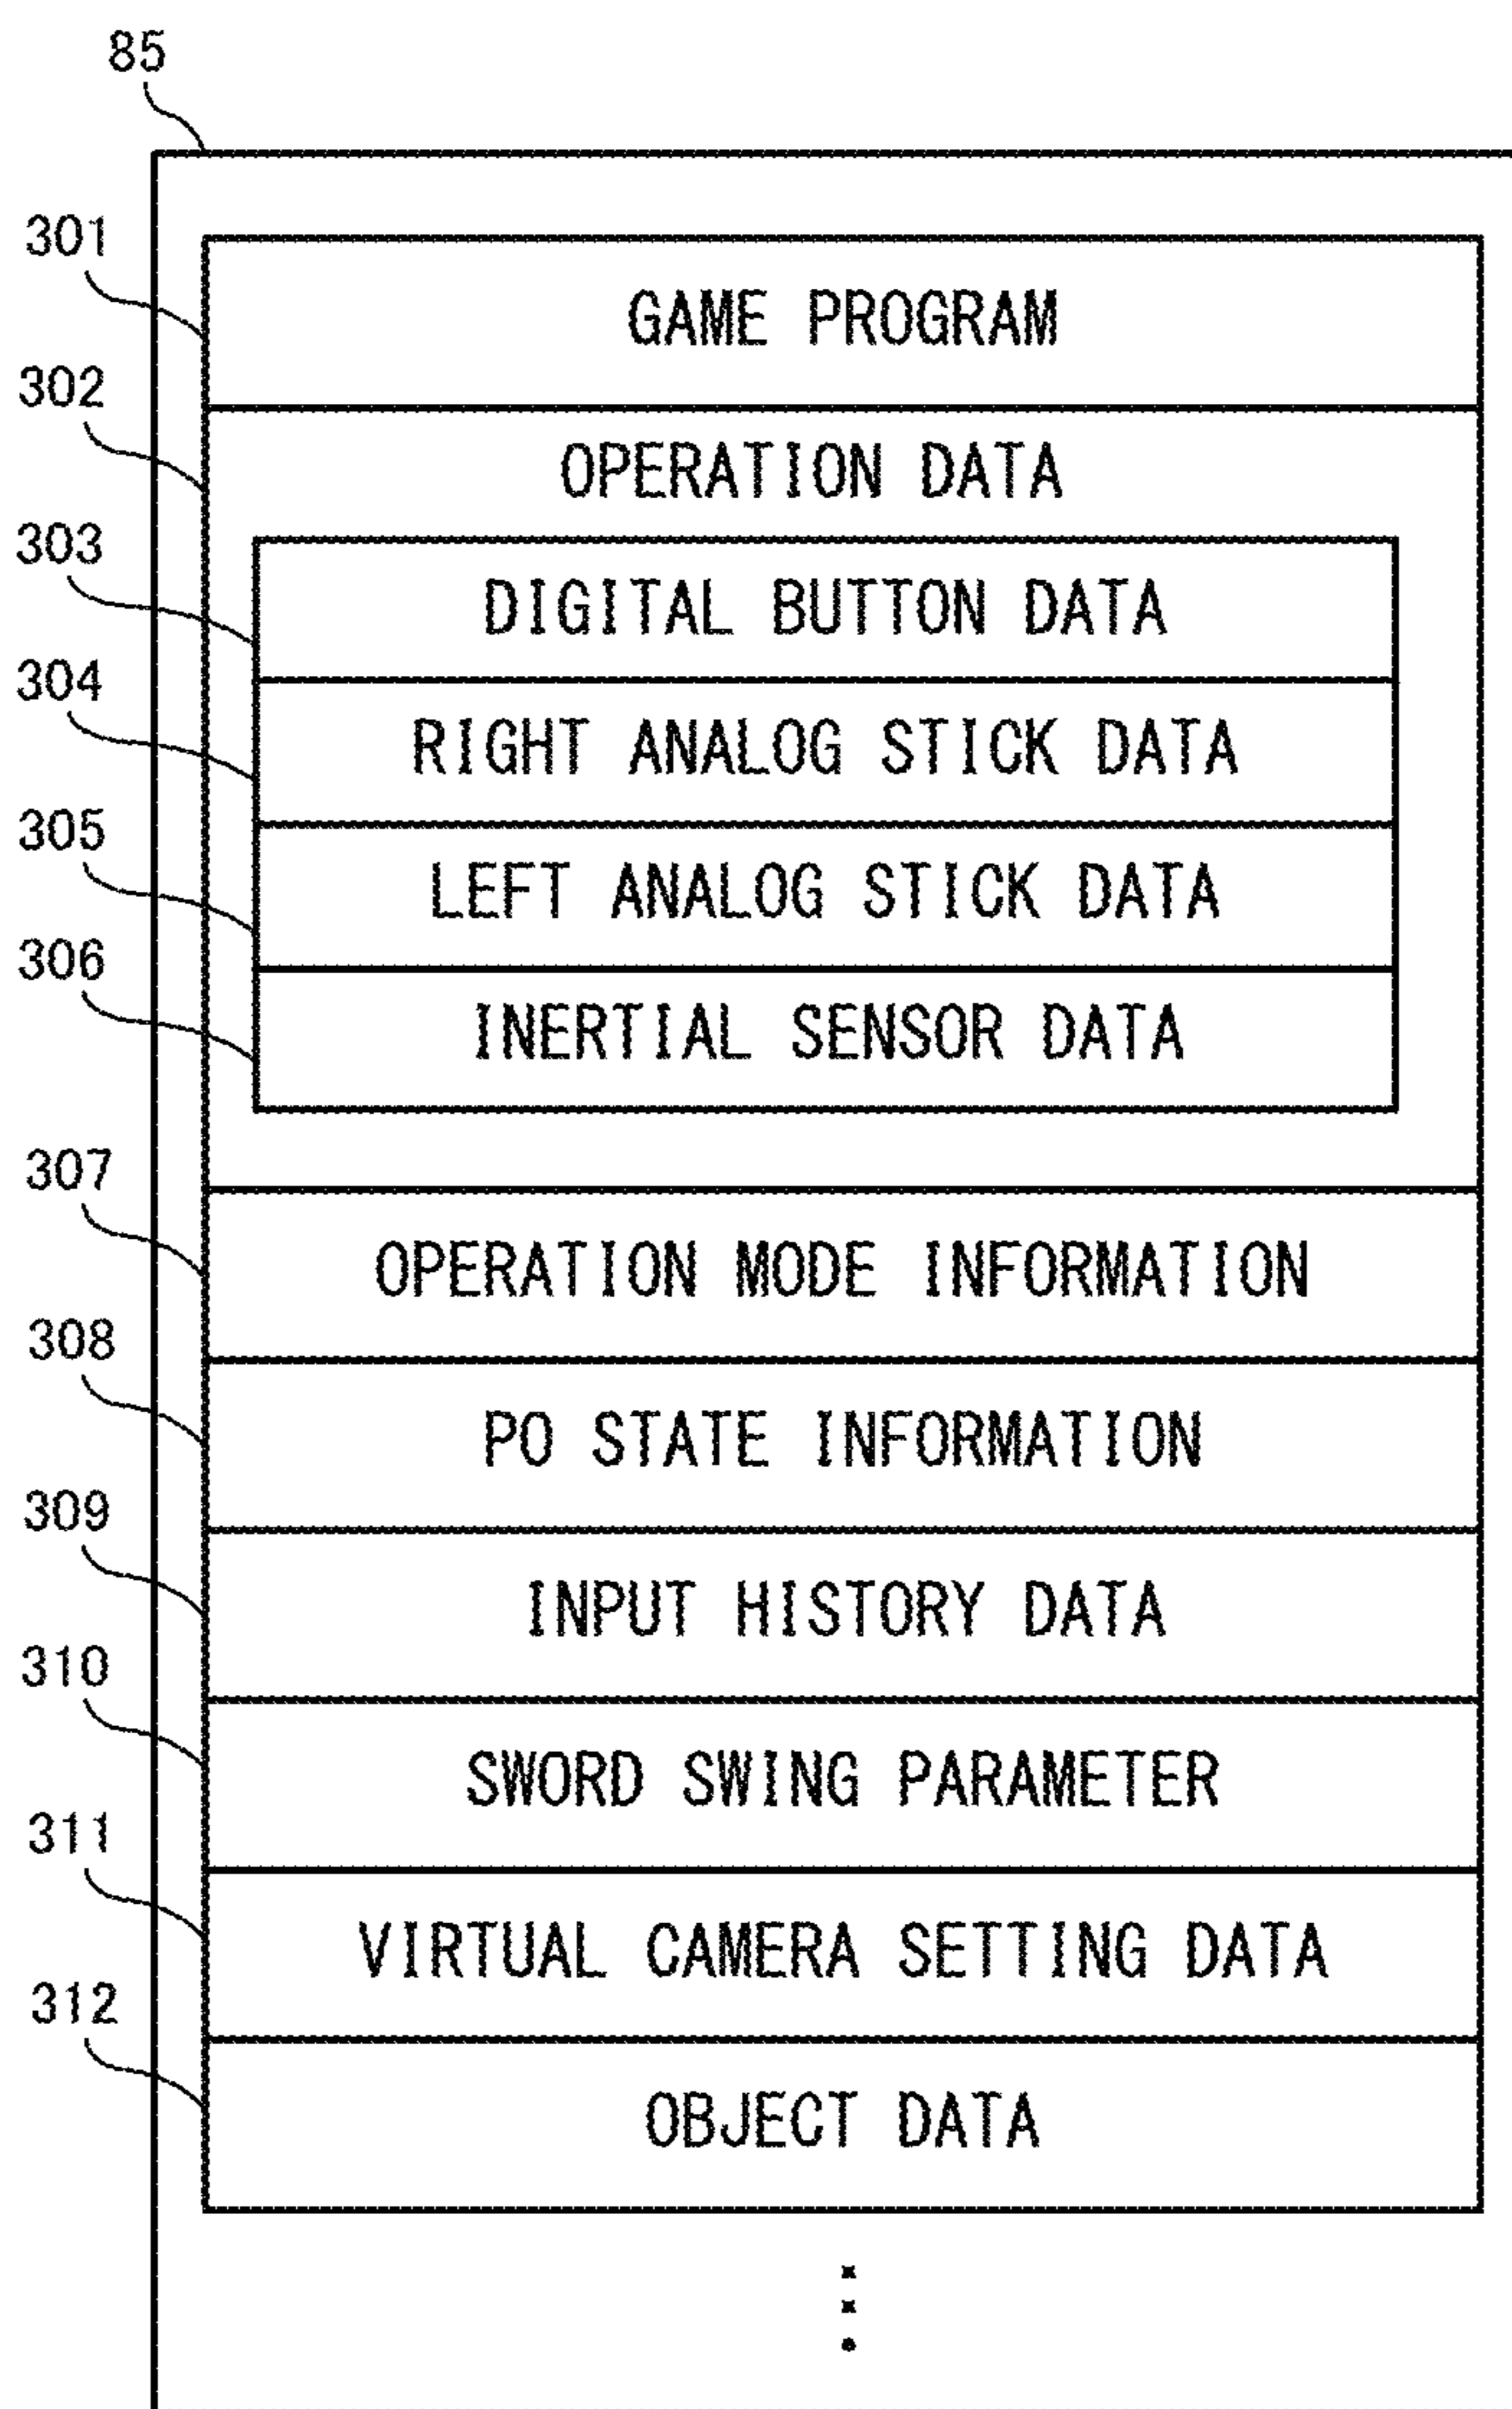 85
301
GAME PROGRAM
302
OPERATION DATA
303
DIGITAL BUTTON DATA
304
RIGHT ANALOG STICK DATA
305
LEFT ANALOG STICK DATA
306
INERTIAL SENSOR DATA
307
OPERATION MODE INFORMATION
308
PO STATE INFORMATION
309
INPUT HISTORY DATA
310
SWORD SWING PARAMETER
311
VIRTUAL CAMERA SETTING DATA
312
OBJECT DATA